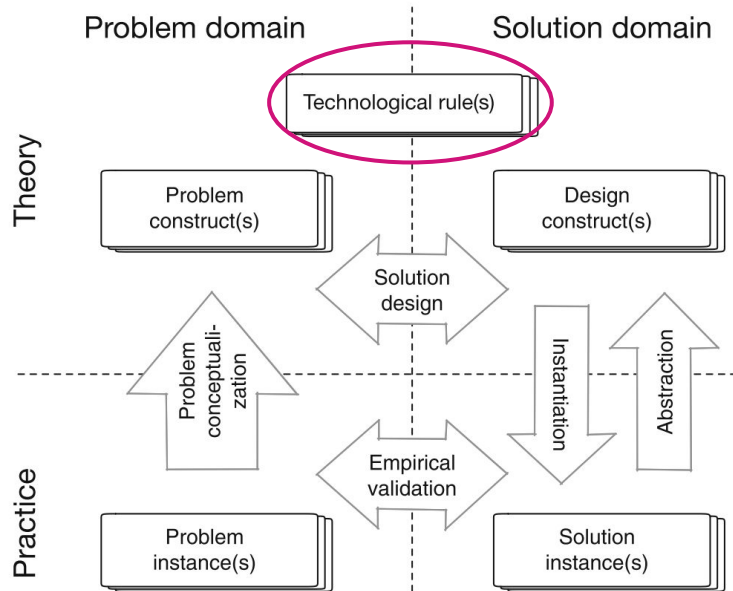 Problem domain
Solution domain
Technological rule(s)
Theory
Problem
construct(s)
Design
construct(s)
Solution
design
Problem
conceptuali-
zation
Instantiation
Abstraction
Empirical
validation
Practice
Problem
instance(s)
Solution
instance(s)